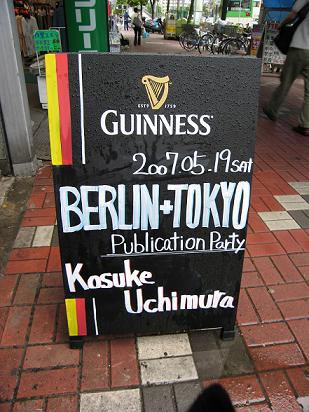 ESTD 1759
GUINNESS
2007.05.19 SAT
BERLIN+TOKYO
Publication Party
Kosuke
Uchimura